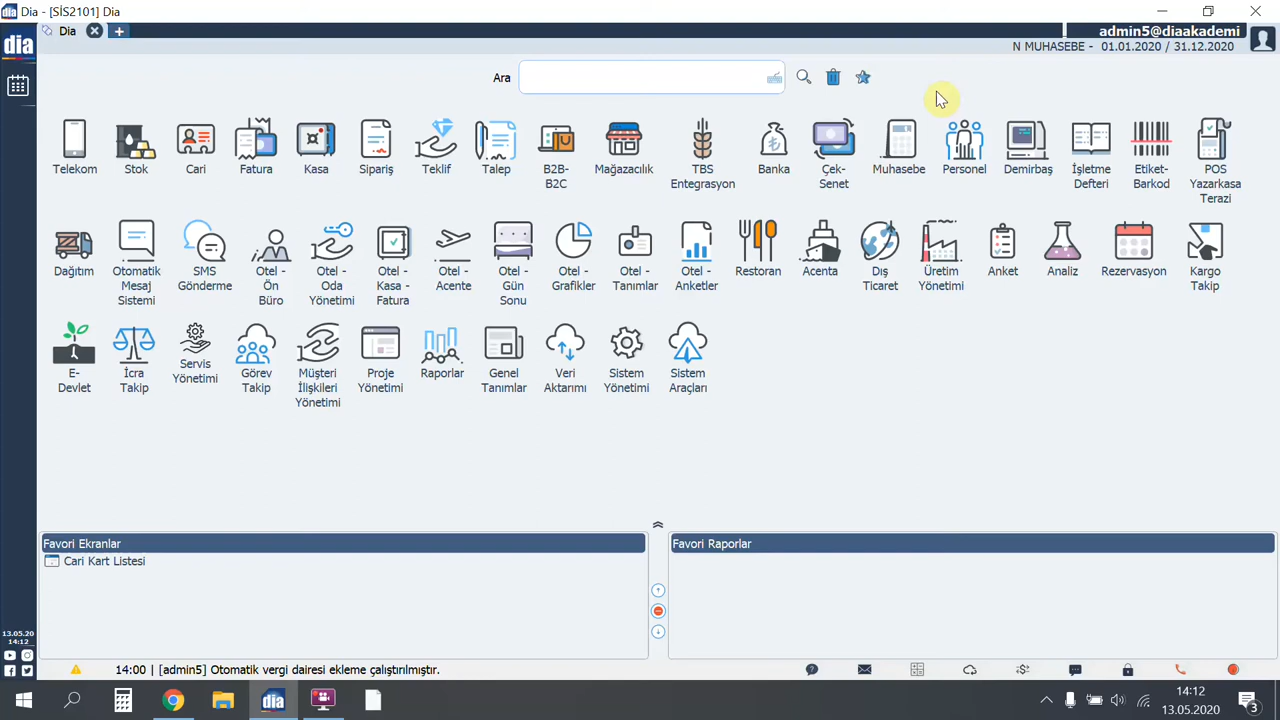 Dia - [SİS2101] Dia
Dia
admin5@diaakademi
N MUHASEBE - 01.01.2020 / 31.12.2020
dia
Ara
Telekom
Stok
Cari
Fatura
Kasa
Sipariş
Teklif
Talep
B2B-
B2C
Mağazacılık
TBS
Entegrasyon
Banka
Çek-
Senet
Muhasebe
Personel
Demirbaş
İşletme
Defteri
Etiket-
Barkod
POS
Yazarkasa
Terazi
Dağıtım
Otomatik
Mesaj
Sistemi
SMS
Gönderme
Otel -
Ön
Büro
Otel -
Oda
Yönetimi
Otel -
Kasa -
Fatura
Otel -
Acente
Otel -
Gün
Sonu
Otel -
Grafikler
Otel -
Tanımlar
Otel -
Anketler
Restoran
Acenta
Dış
Ticaret
Üretim
Yönetimi
Anket
Analiz
Rezervasyon
Kargo
Takip
E-
Devlet
İcra
Takip
Servis
Yönetimi
Görev
Takip
Müşteri
İlişkileri
Yönetimi
Proje
Yönetimi
Raporlar
Genel
Tanımlar
Veri
Aktarımı
Sistem
Yönetimi
Sistem
Araçları
Favori Ekranlar
Cari Kart Listesi
Favori Raporlar
13.05.20
14:12
14:00 | [admin5] Otomatik vergi dairesi ekleme çalıştırılmıştır.
dia
14:12
13.05.2020
3